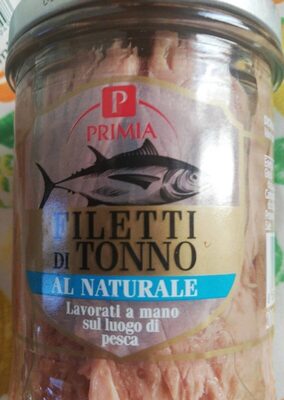 P
PRIMIA
FILETTI
DI TONNO
AL NATURALE
Lavorati a mano
sul luogo di
pesca